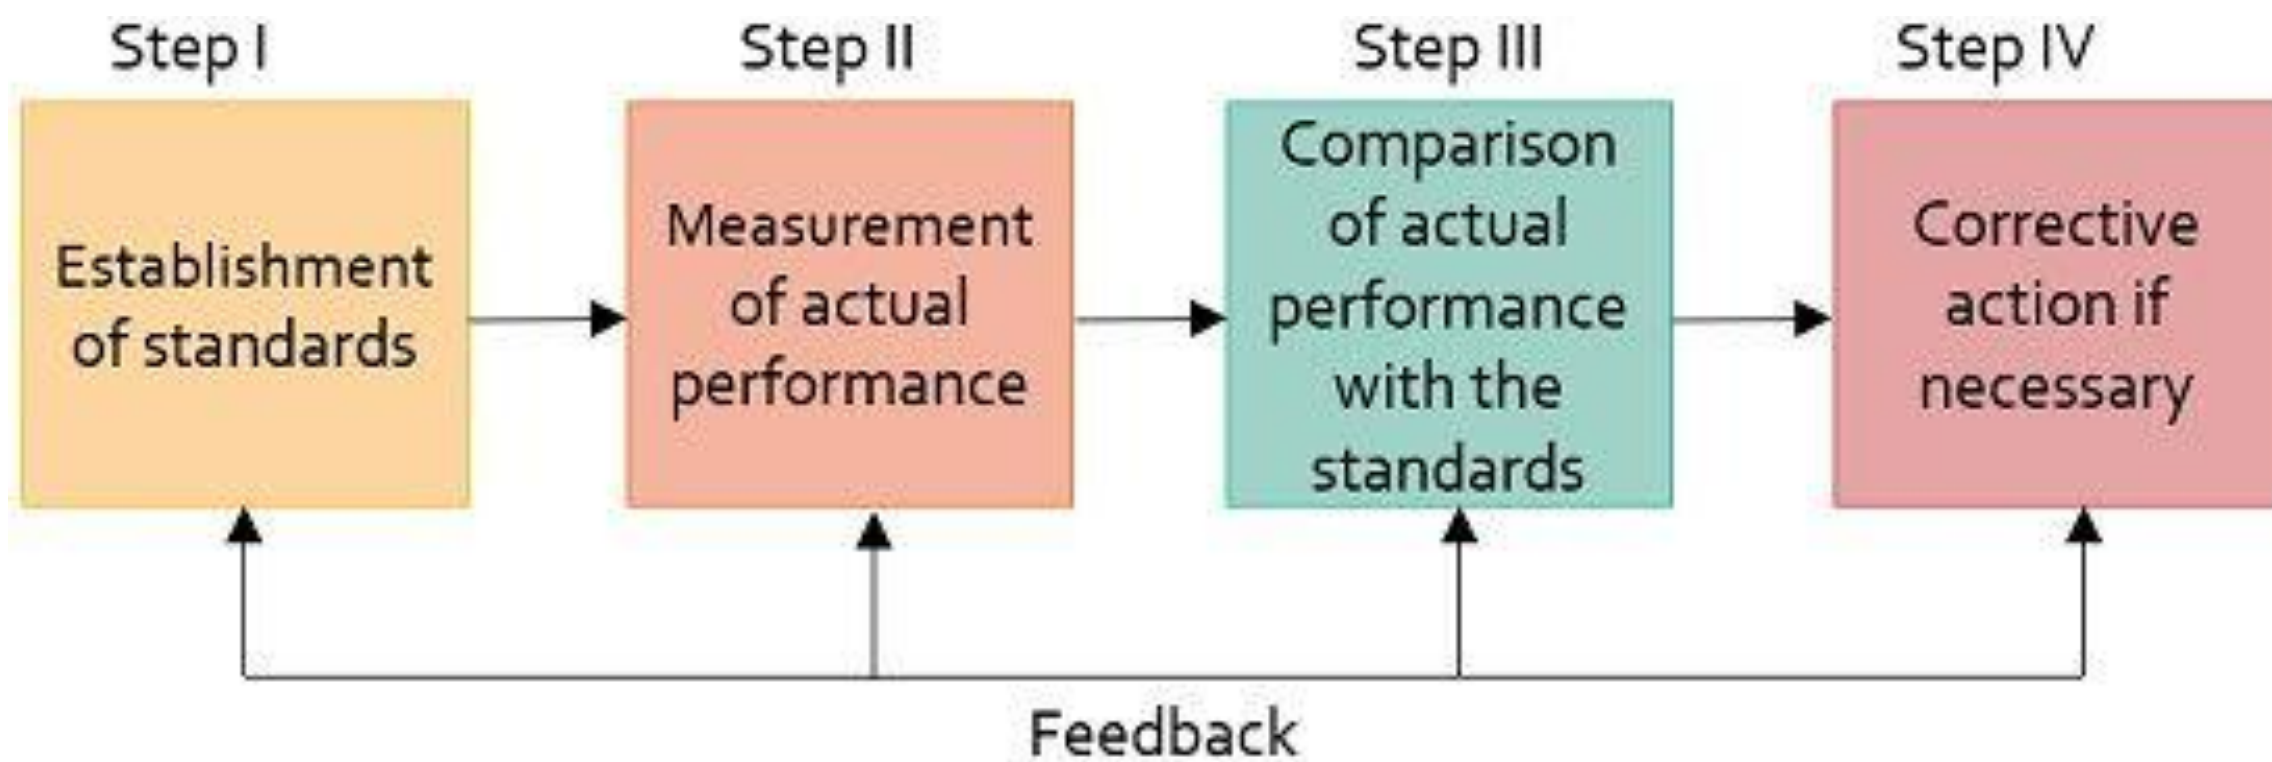 Step I
Establishment
of standards
Step II
Measurement
of actual
performance
Step III
Comparison
of actual
performance
with the
standards
Step IV
Corrective
action if
necessary
Feedback